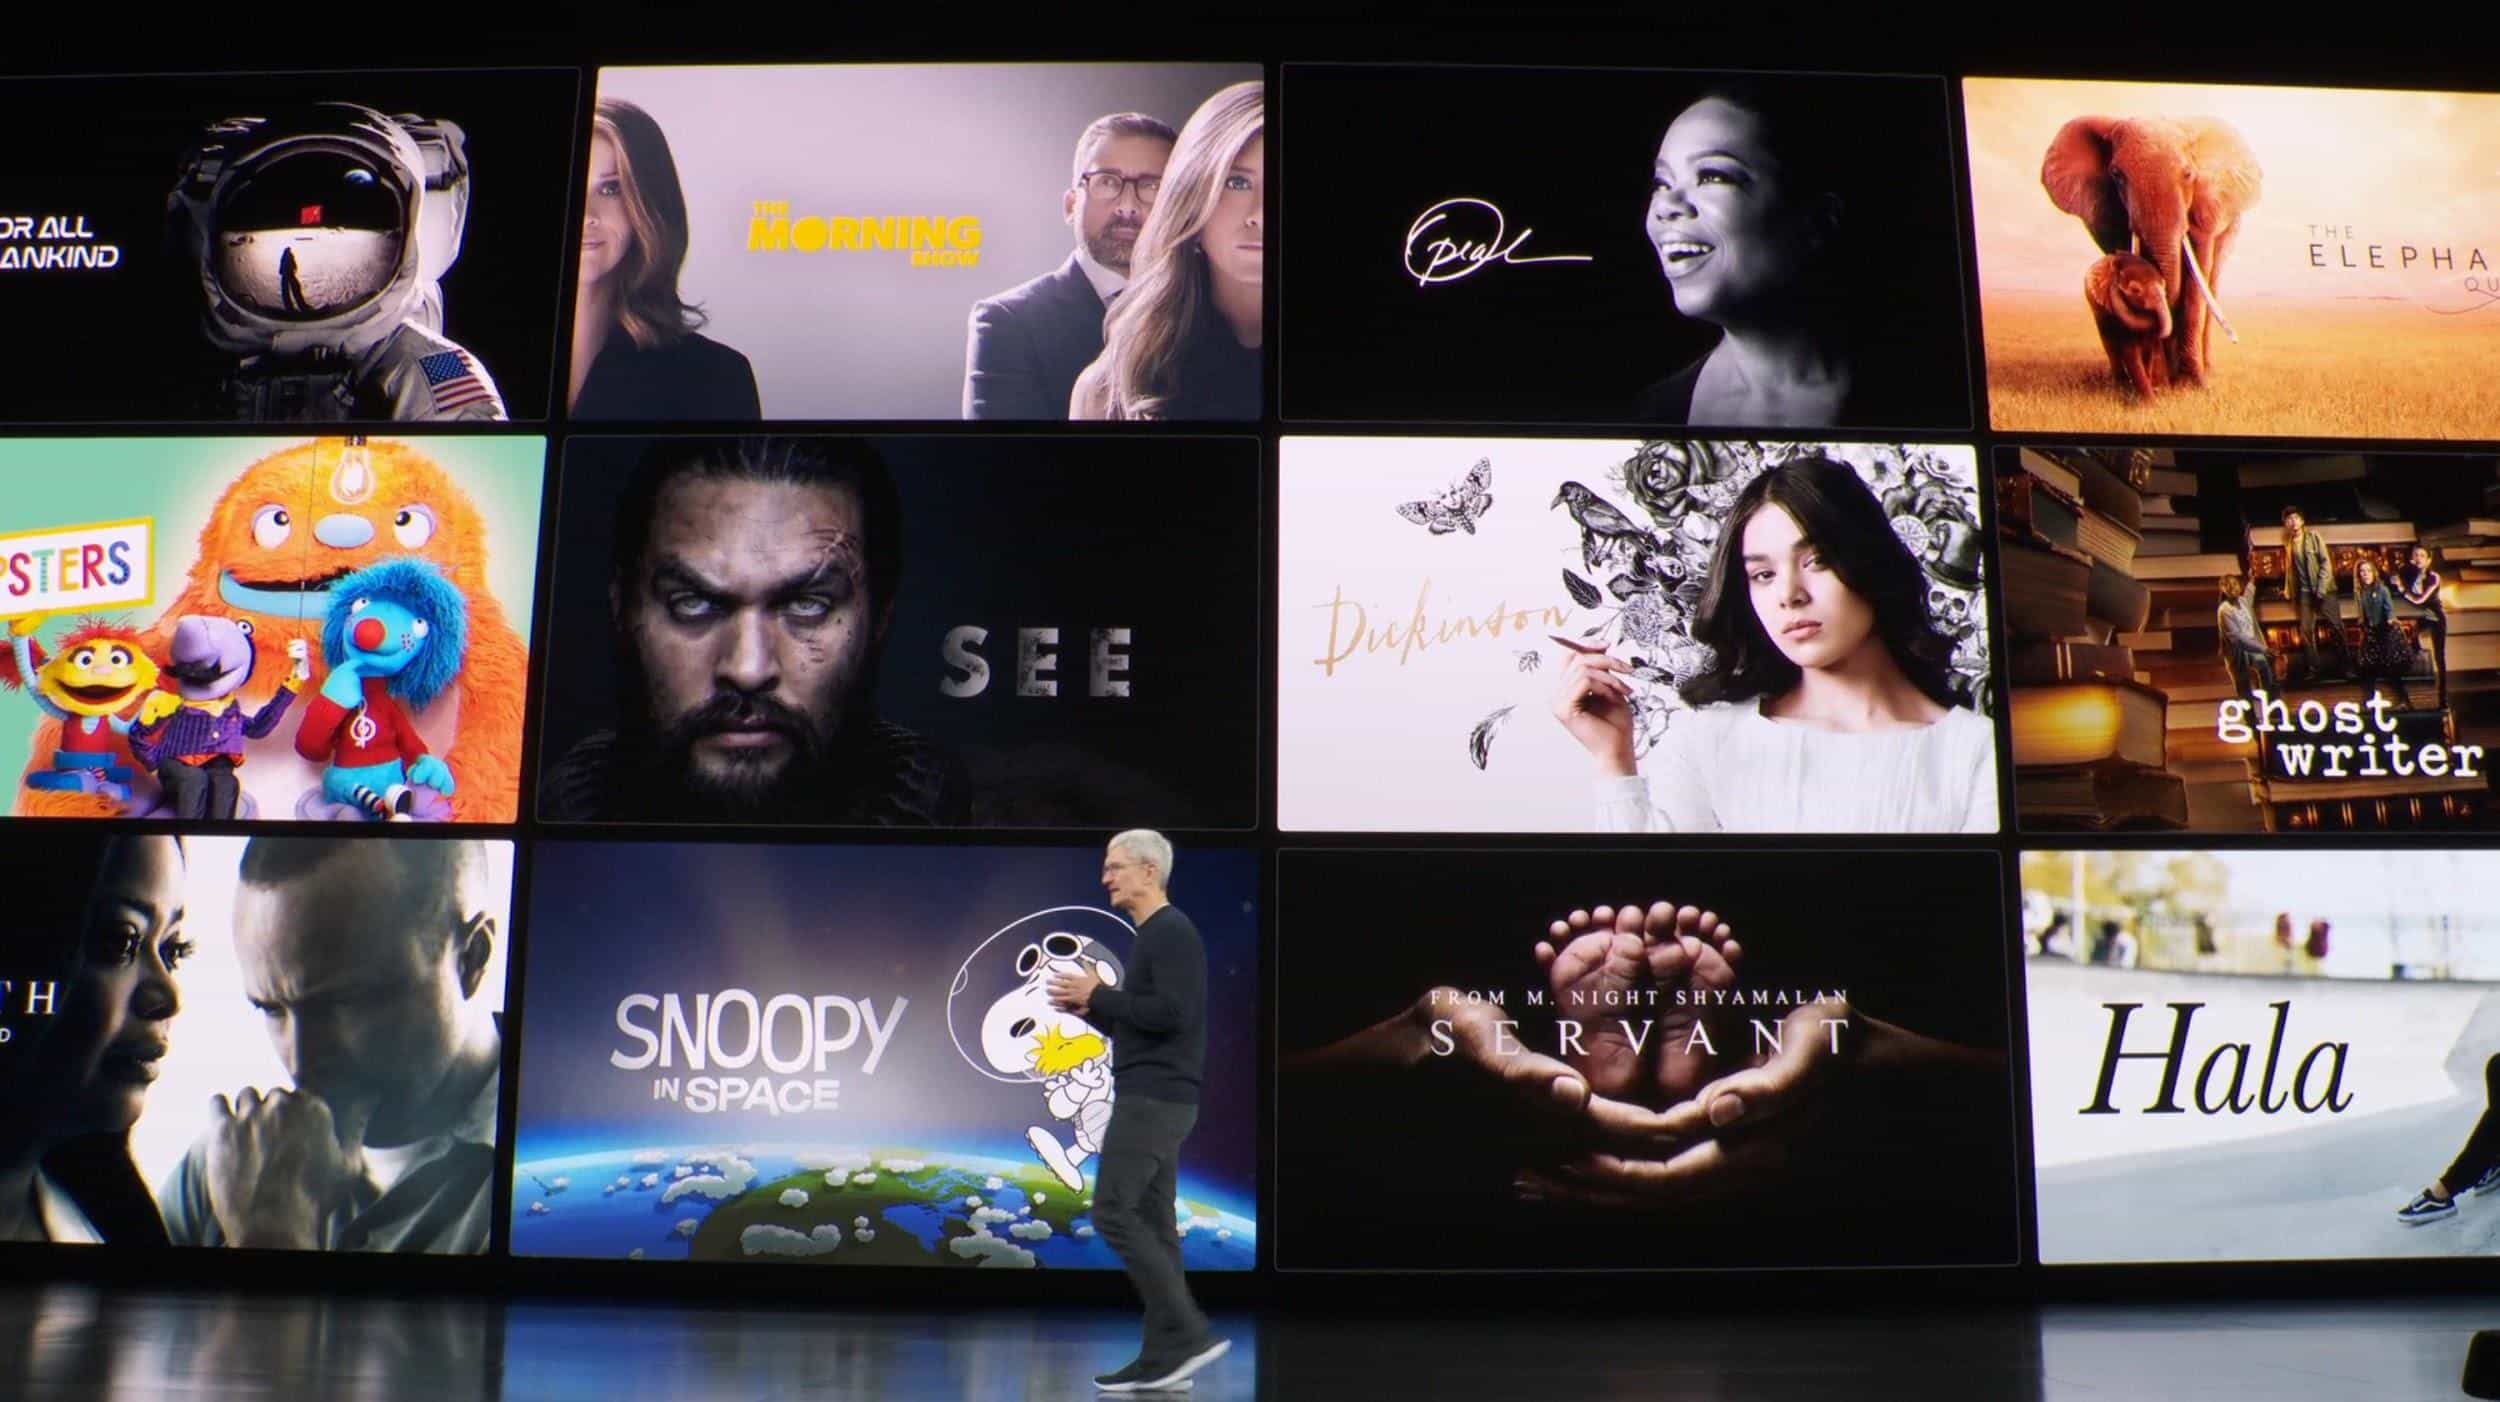 OR ALL
ANKIND
THE
MORNING
SHOW
Oprah
THE
ELEPHA
QU
PSTERS
SEE
Dickinson
ghost
writer
TH
D
SNOOPY
IN SPACE
FROM M. NIGHT SHYAMALAN
SERVANT
Hala